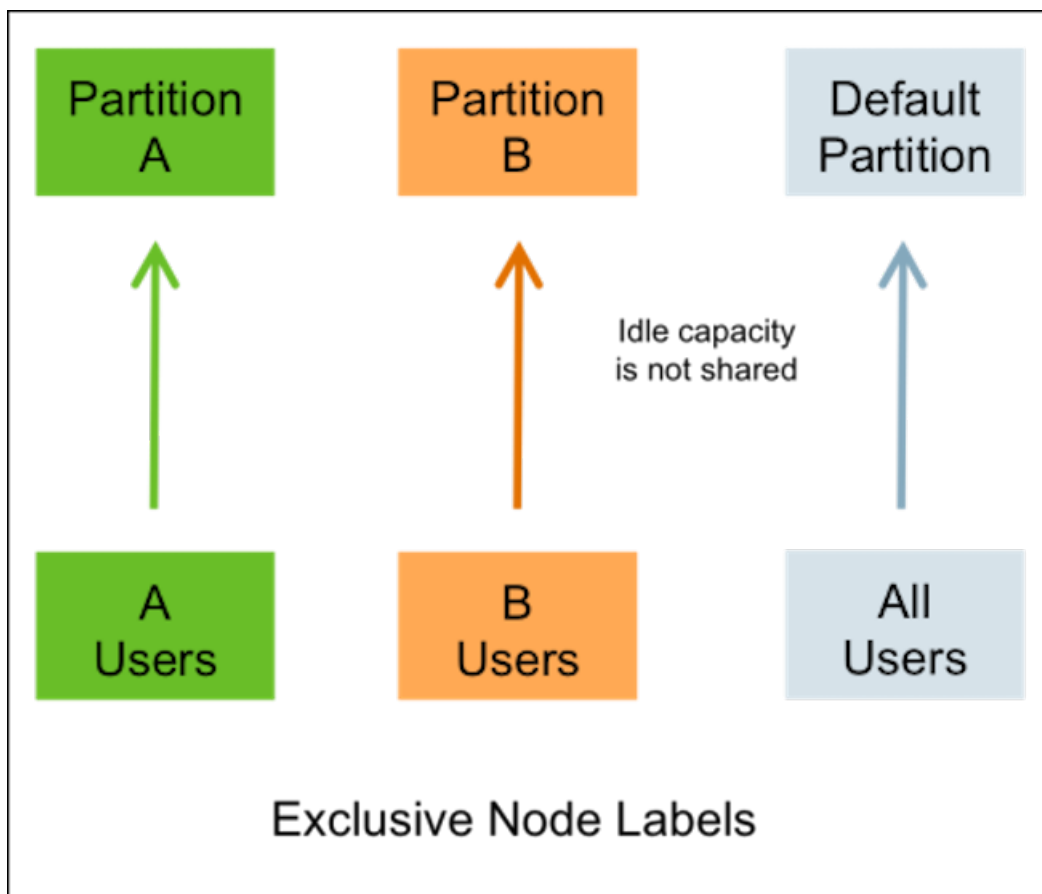 Partition
A
Partition
B
Default
Partition
Idle capacity
is not shared
A
Users
B
Users
All
Users
Exclusive Node Labels